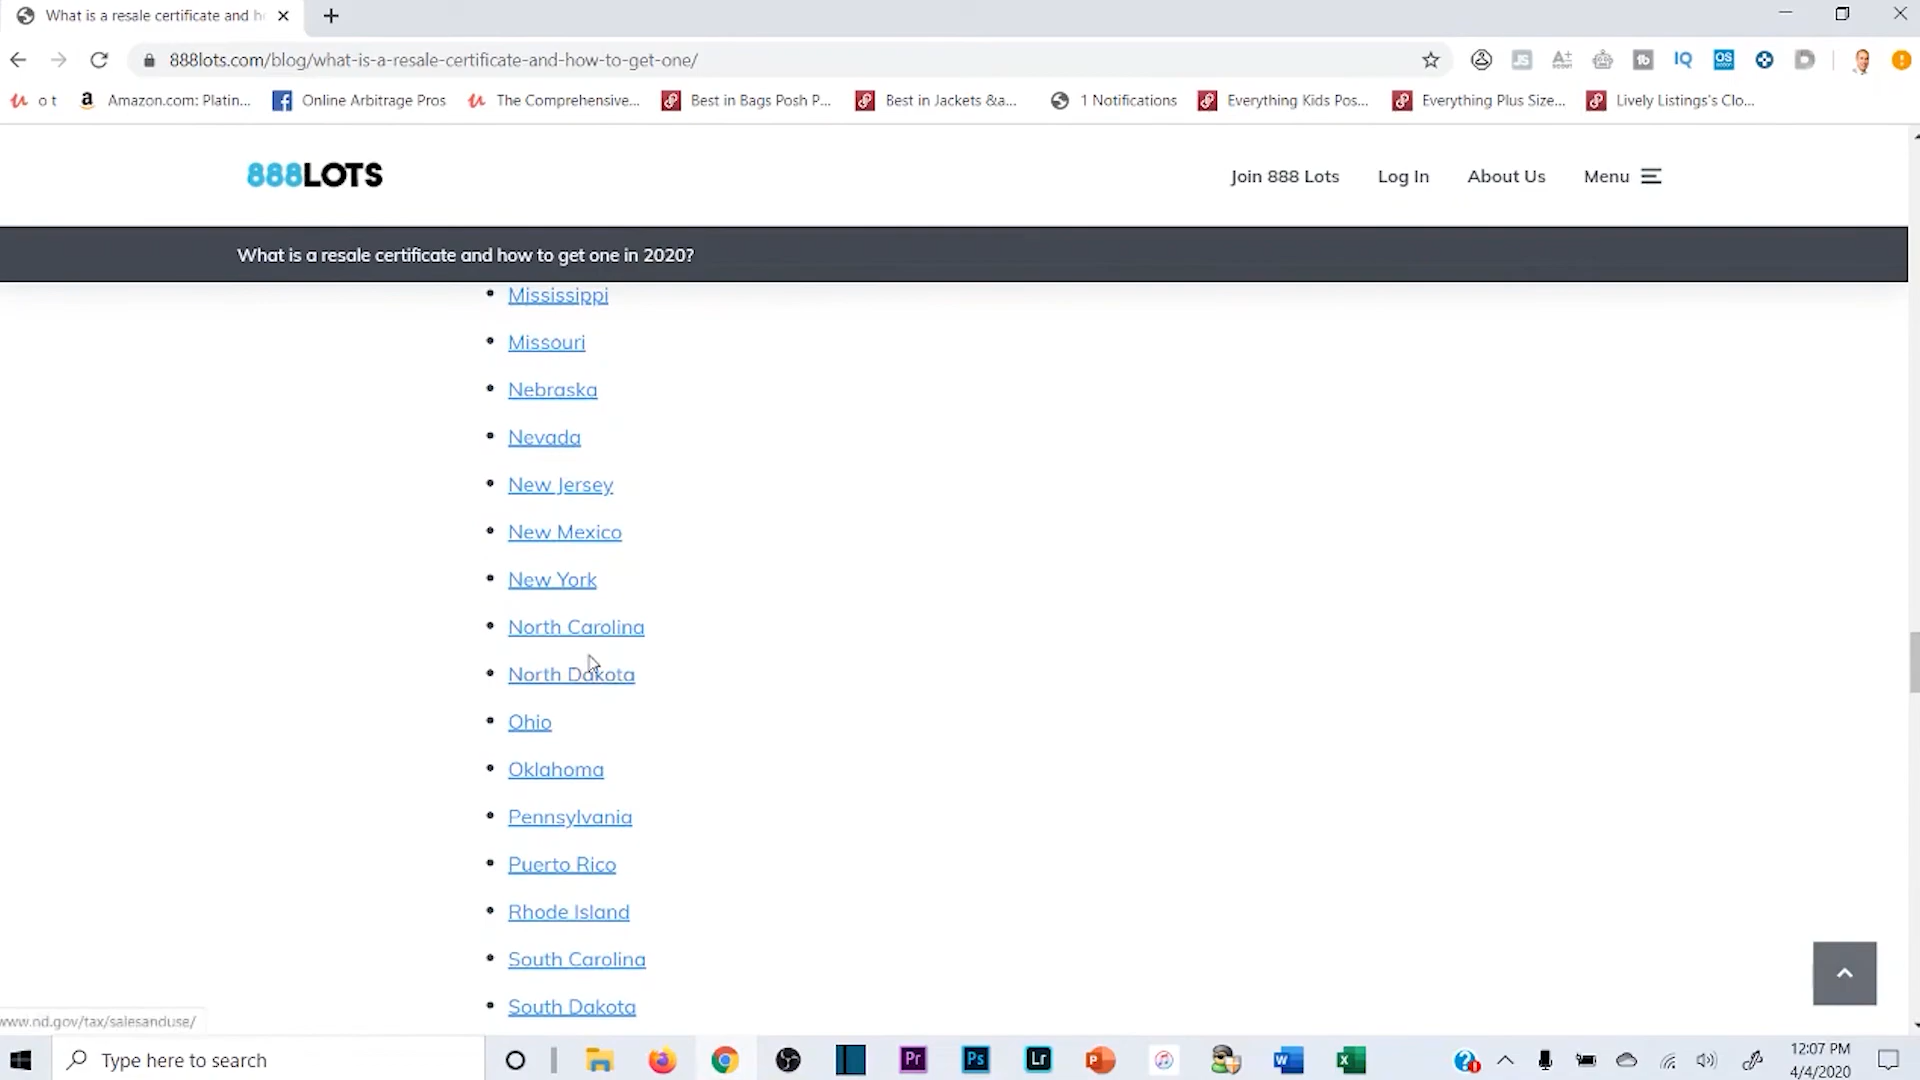 What is a resale certificate and h
888lots.com/blog/what-is-a-resale-certificate-and-how-to-get-one/
o t
Amazon.com: Platin...
Online Arbitrage Pros
The Comprehensive...
Best in Bags Posh P...
Best in Jackets &a...
1 Notifications
Everything Kids Pos...
Everything Plus Size...
Lively Listings's Clo...
888LOTS
Join 888 Lots
Log In
About Us
Menu
What is a resale certificate and how to get one in 2020?
Mississippi
Missouri
Nebraska
Nevada
New Jersey
New Mexico
New York
North Carolina
North Dakota
Ohio
Oklahoma
Pennsylvania
Puerto Rico
Rhode Island
South Carolina
South Dakota
www.nd.gov/tax/salesanduse/
Type here to search
Pr
Ps
Lr
12:07 PM
4/4/2020